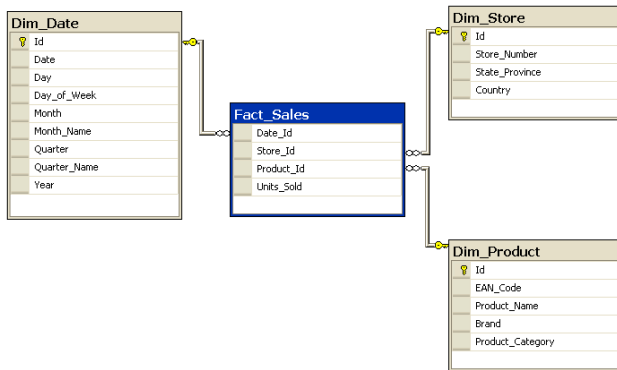 Dim_Date
Id
Date
Day
Day_of_Week
Month
Month_Name
Quarter
Quarter_Name
Year
Fact_Sales
Date_Id
Store_Id
Product_Id
Units_Sold
Dim_Store
Id
Store_Number
State_Province
Country
Dim_Product
Id
EAN_Code
Product_Name
Brand
Product_Category